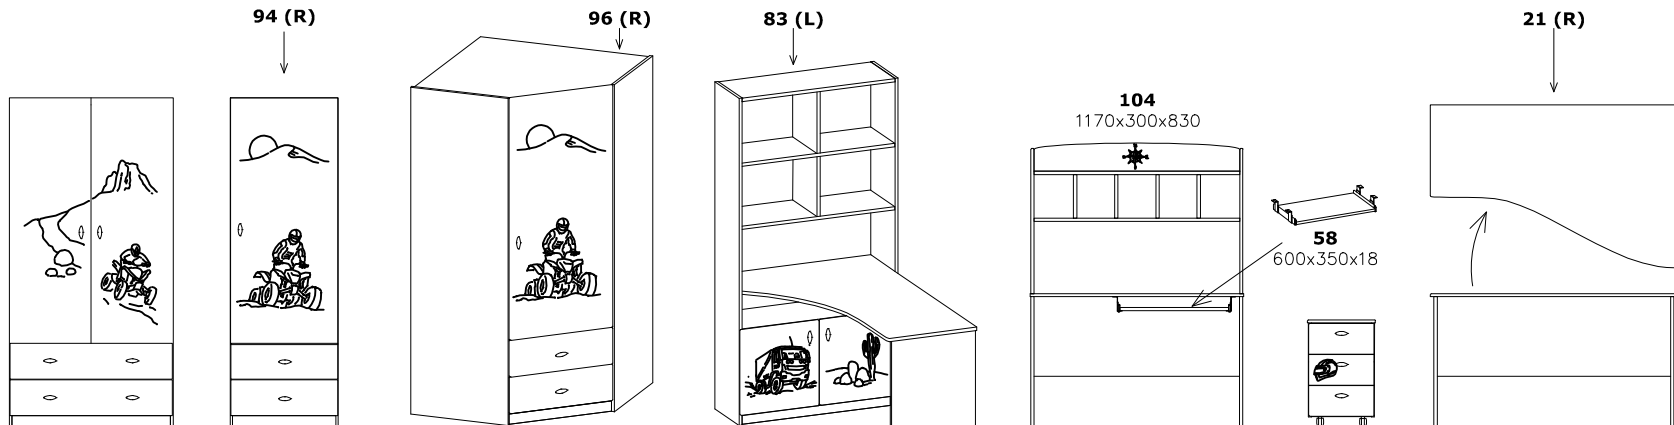 94 (R)
96 (R)
83 (L)
21 (R)
104
1170x300x830
58
600x350x18